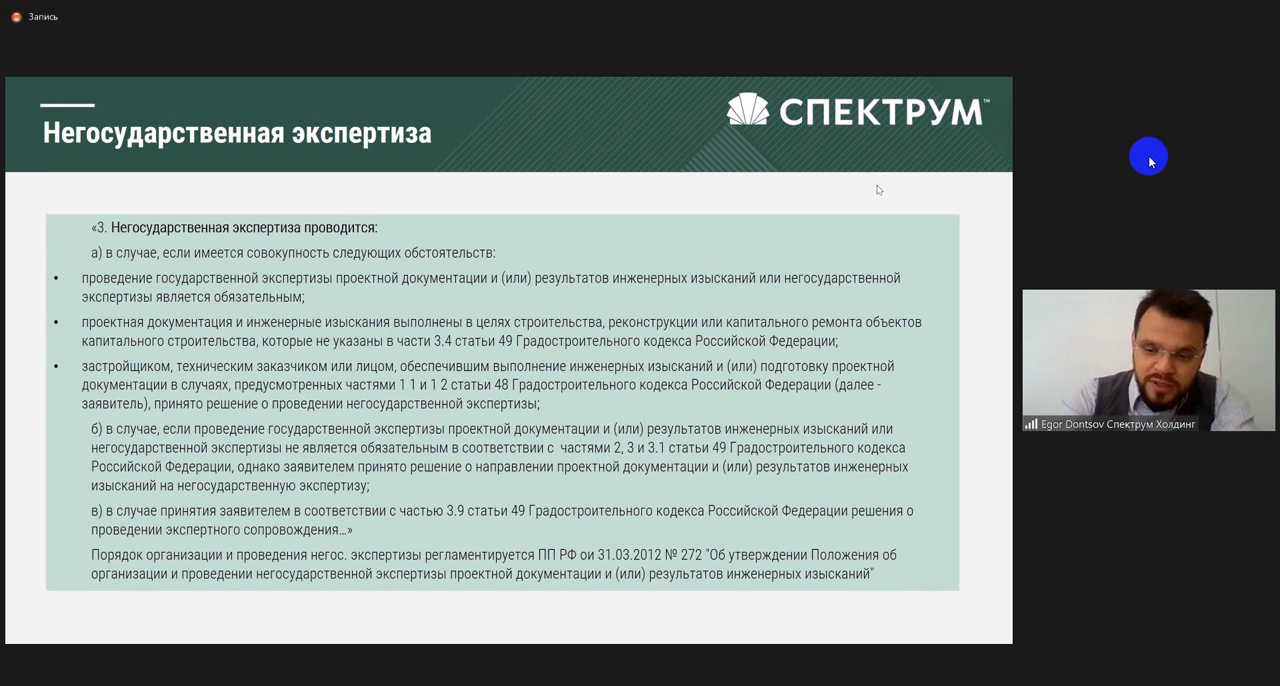 Запись
Негосударственная экспертиза
СПЕКТРУМ™
«3. Негосударственная экспертиза проводится:
а) в случае, если имеется совокупность следующих обстоятельств:
• проведение государственной экспертизы проектной документации и (или) результатов инженерных изысканий или негосударственной
экспертизы является обязательным;
• проектная документация и инженерные изыскания выполнены в целях строительства, реконструкции или капитального ремонта объектов
капитального строительства, которые не указаны в части 3.4 статьи 49 Градостроительного кодекса Российской Федерации;
• застройщиком, техническим заказчиком или лицом, обеспечившим выполнение инженерных изысканий и (или) подготовку проектной
документации в случаях, предусмотренных частями 1 1 и 1 2 статьи 48 Градостроительного кодекса Российской Федерации (далее -
заявитель), принято решение о проведении негосударственной экспертизы;
б) в случае, если проведение государственной экспертизы проектной документации и (или) результатов инженерных изысканий или
негосударственной экспертизы не является обязательным в соответствии с частями 2, 3 и 3.1 статьи 49 Градостроительного кодекса
Российской Федерации, однако заявителем принято решение о направлении проектной документации и (или) результатов инженерных
изысканий на негосударственную экспертизу;
в) в случае принятия заявителем в соответствии с частью 3.9 статьи 49 Градостроительного кодекса Российской Федерации решения о
проведении экспертного сопровождения…»
Порядок организации и проведения негос. экспертизы регламентируется ПП РФ ои 31.03.2012 № 272 "Об утверждении Положения об
организации и проведении негосударственной экспертизы проектной документации и (или) результатов инженерных изысканий"
Egor Dontsov Спектрум Холдинг